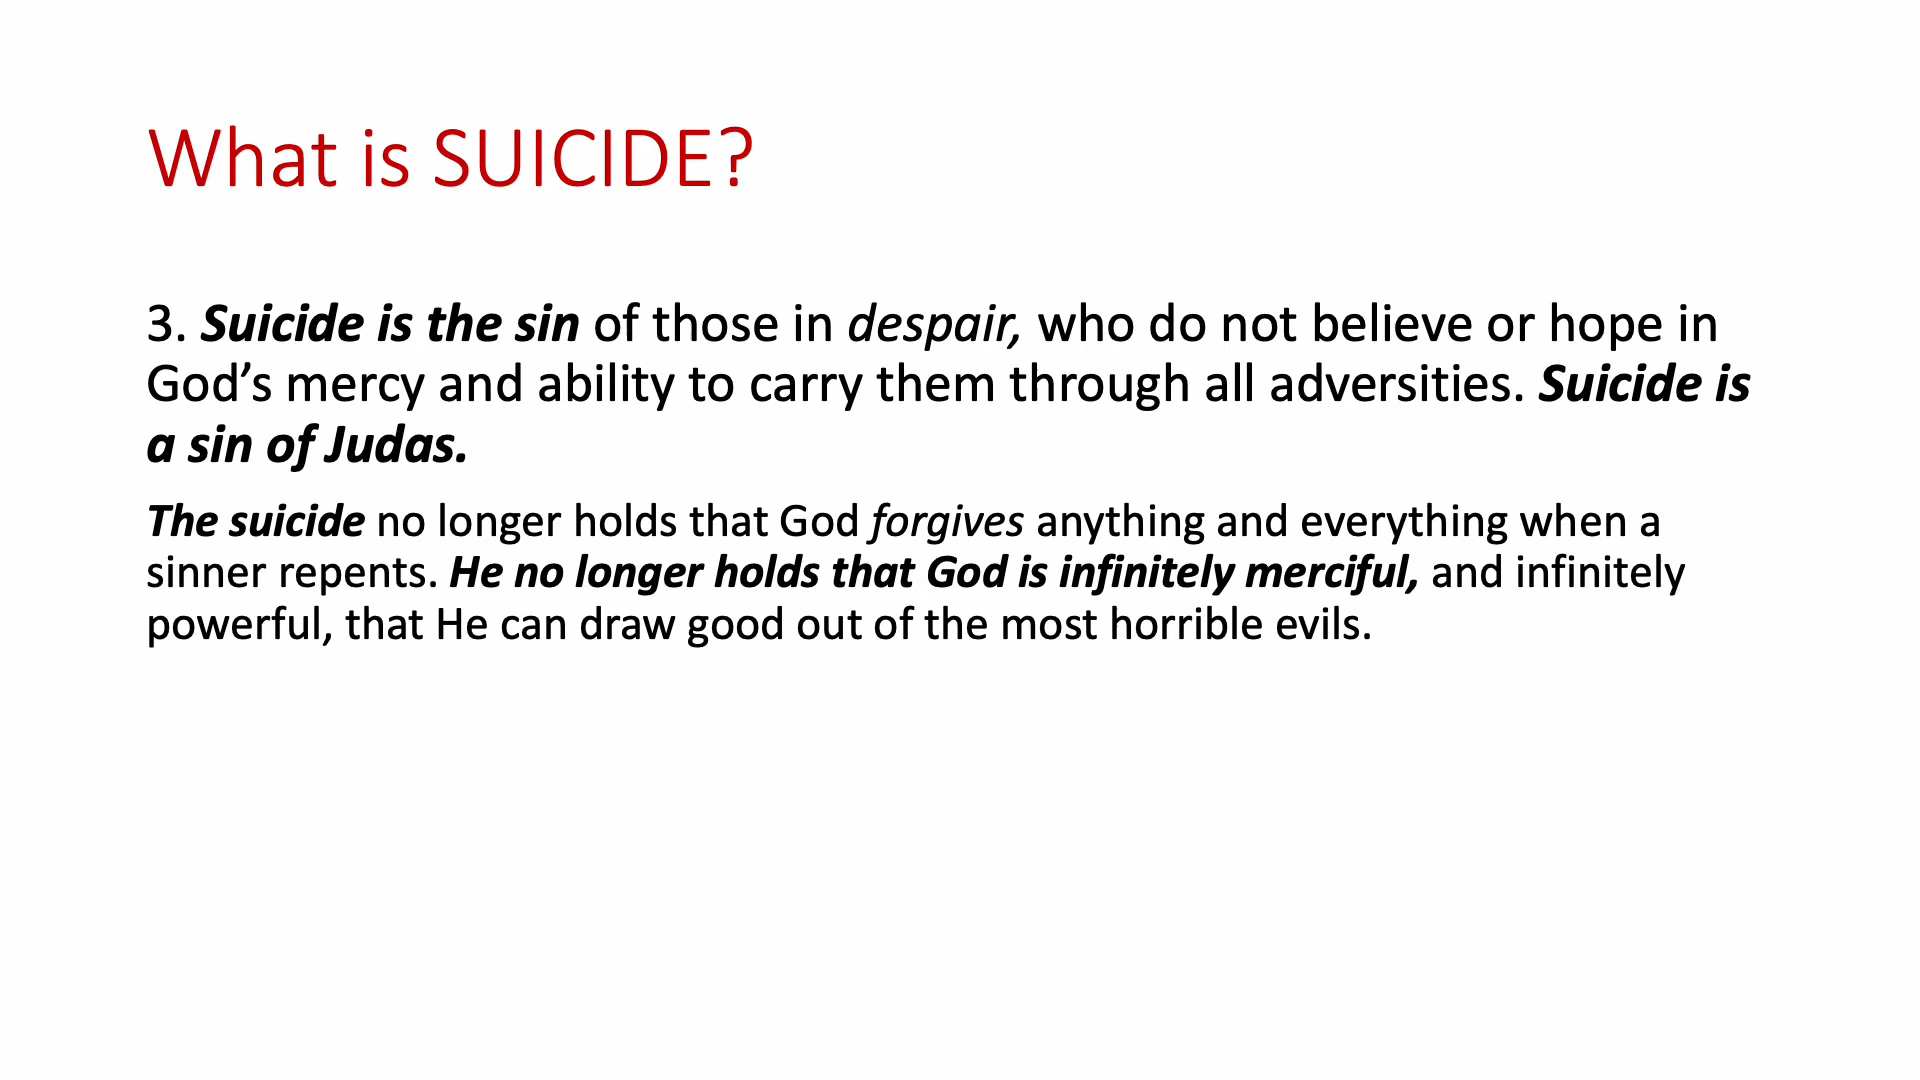 What is SUICIDE?
3. Suicide is the sin of those in despair, who do not believe or hope in
God’s mercy and ability to carry them through all adversities. Suicide is
a sin of Judas.
The suicide no longer holds that God forgives anything and everything when a
sinner repents. He no longer holds that God is infinitely merciful, and infinitely
powerful, that He can draw good out of the most horrible evils.